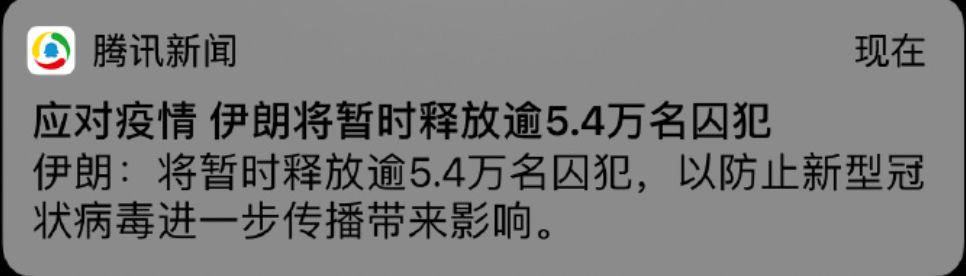 腾讯新闻 现在
应对疫情 伊朗将暂时释放逾5.4万名囚犯
伊朗：将暂时释放逾5.4万名囚犯，以防止新型冠
状病毒进一步传播带来影响。